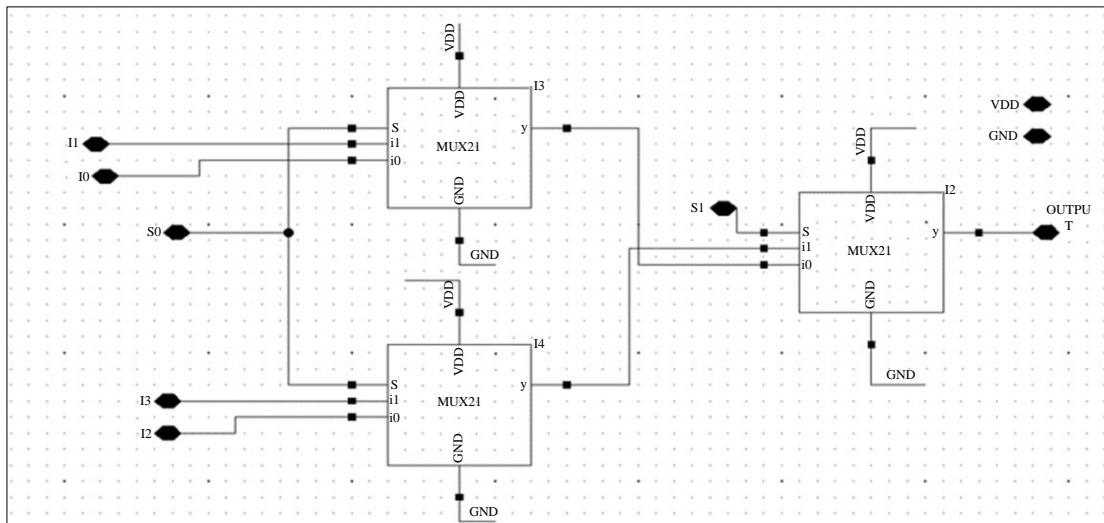 VDD
I3
VDD
S
i1
i0
MUX21
y
GND
GND
I1
I0
S0
VDD
I4
VDD
S
i1
i0
MUX21
y
GND
GND
I3
I2
VDD
GND
VDD
I2
VDD
S1
S
i1
i0
MUX21
y
GND
GND
OUTPU
T